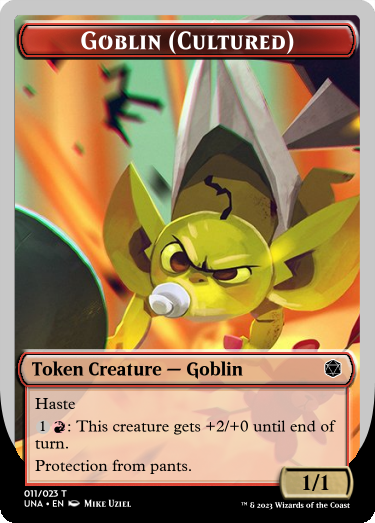 Goblin (Cultured)
Token Creature — Goblin
Haste
1 : This creature gets +2/+0 until end of
turn.
Protection from pants.
1/1
011/023 T
UNA • EN Mike Uziel
™ & 2023 Wizards of the Coast